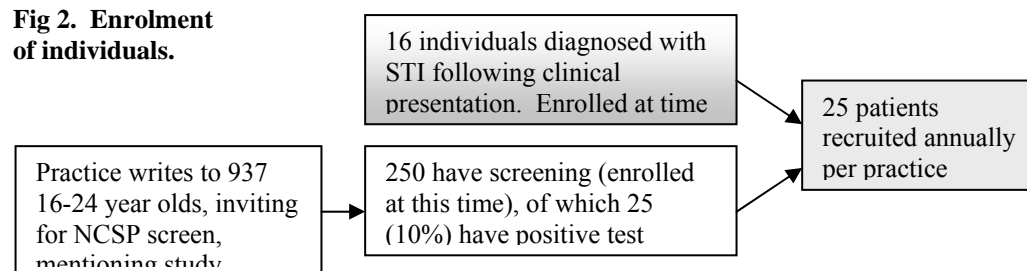 Fig 2. Enrolment
of individuals.
16 individuals diagnosed with
STI following clinical
presentation. Enrolled at time
25 patients
recruited annually
per practice
Practice writes to 937
16-24 year olds, inviting
for NCSP screen,
mentioning study
250 have screening (enrolled
at this time), of which 25
(10%) have positive test